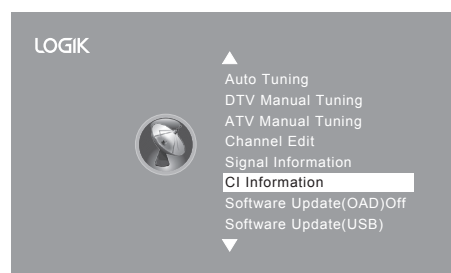 LOGIK
Auto Tuning
DTV Manual Tuning
ATV Manual Tuning
Channel Edit
Signal Information
CI Information
Software Update(OAD)Off
Software Update(USB)